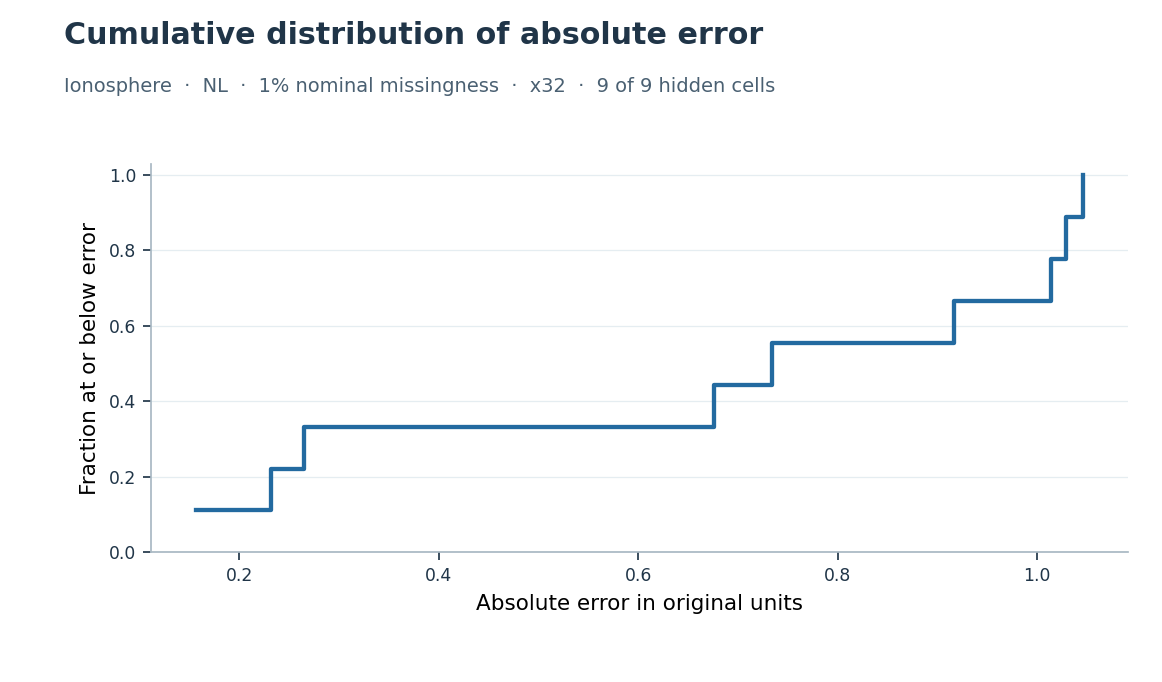 Cumulative distribution of absolute error
Ionosphere · NL · 1% nominal missingness · x32 · 9 of 9 hidden cells
Fraction at or below error
1.0
0.8
0.6
0.4
0.2
0.0
0.2 0.4 0.6 0.8 1.0
Absolute error in original units